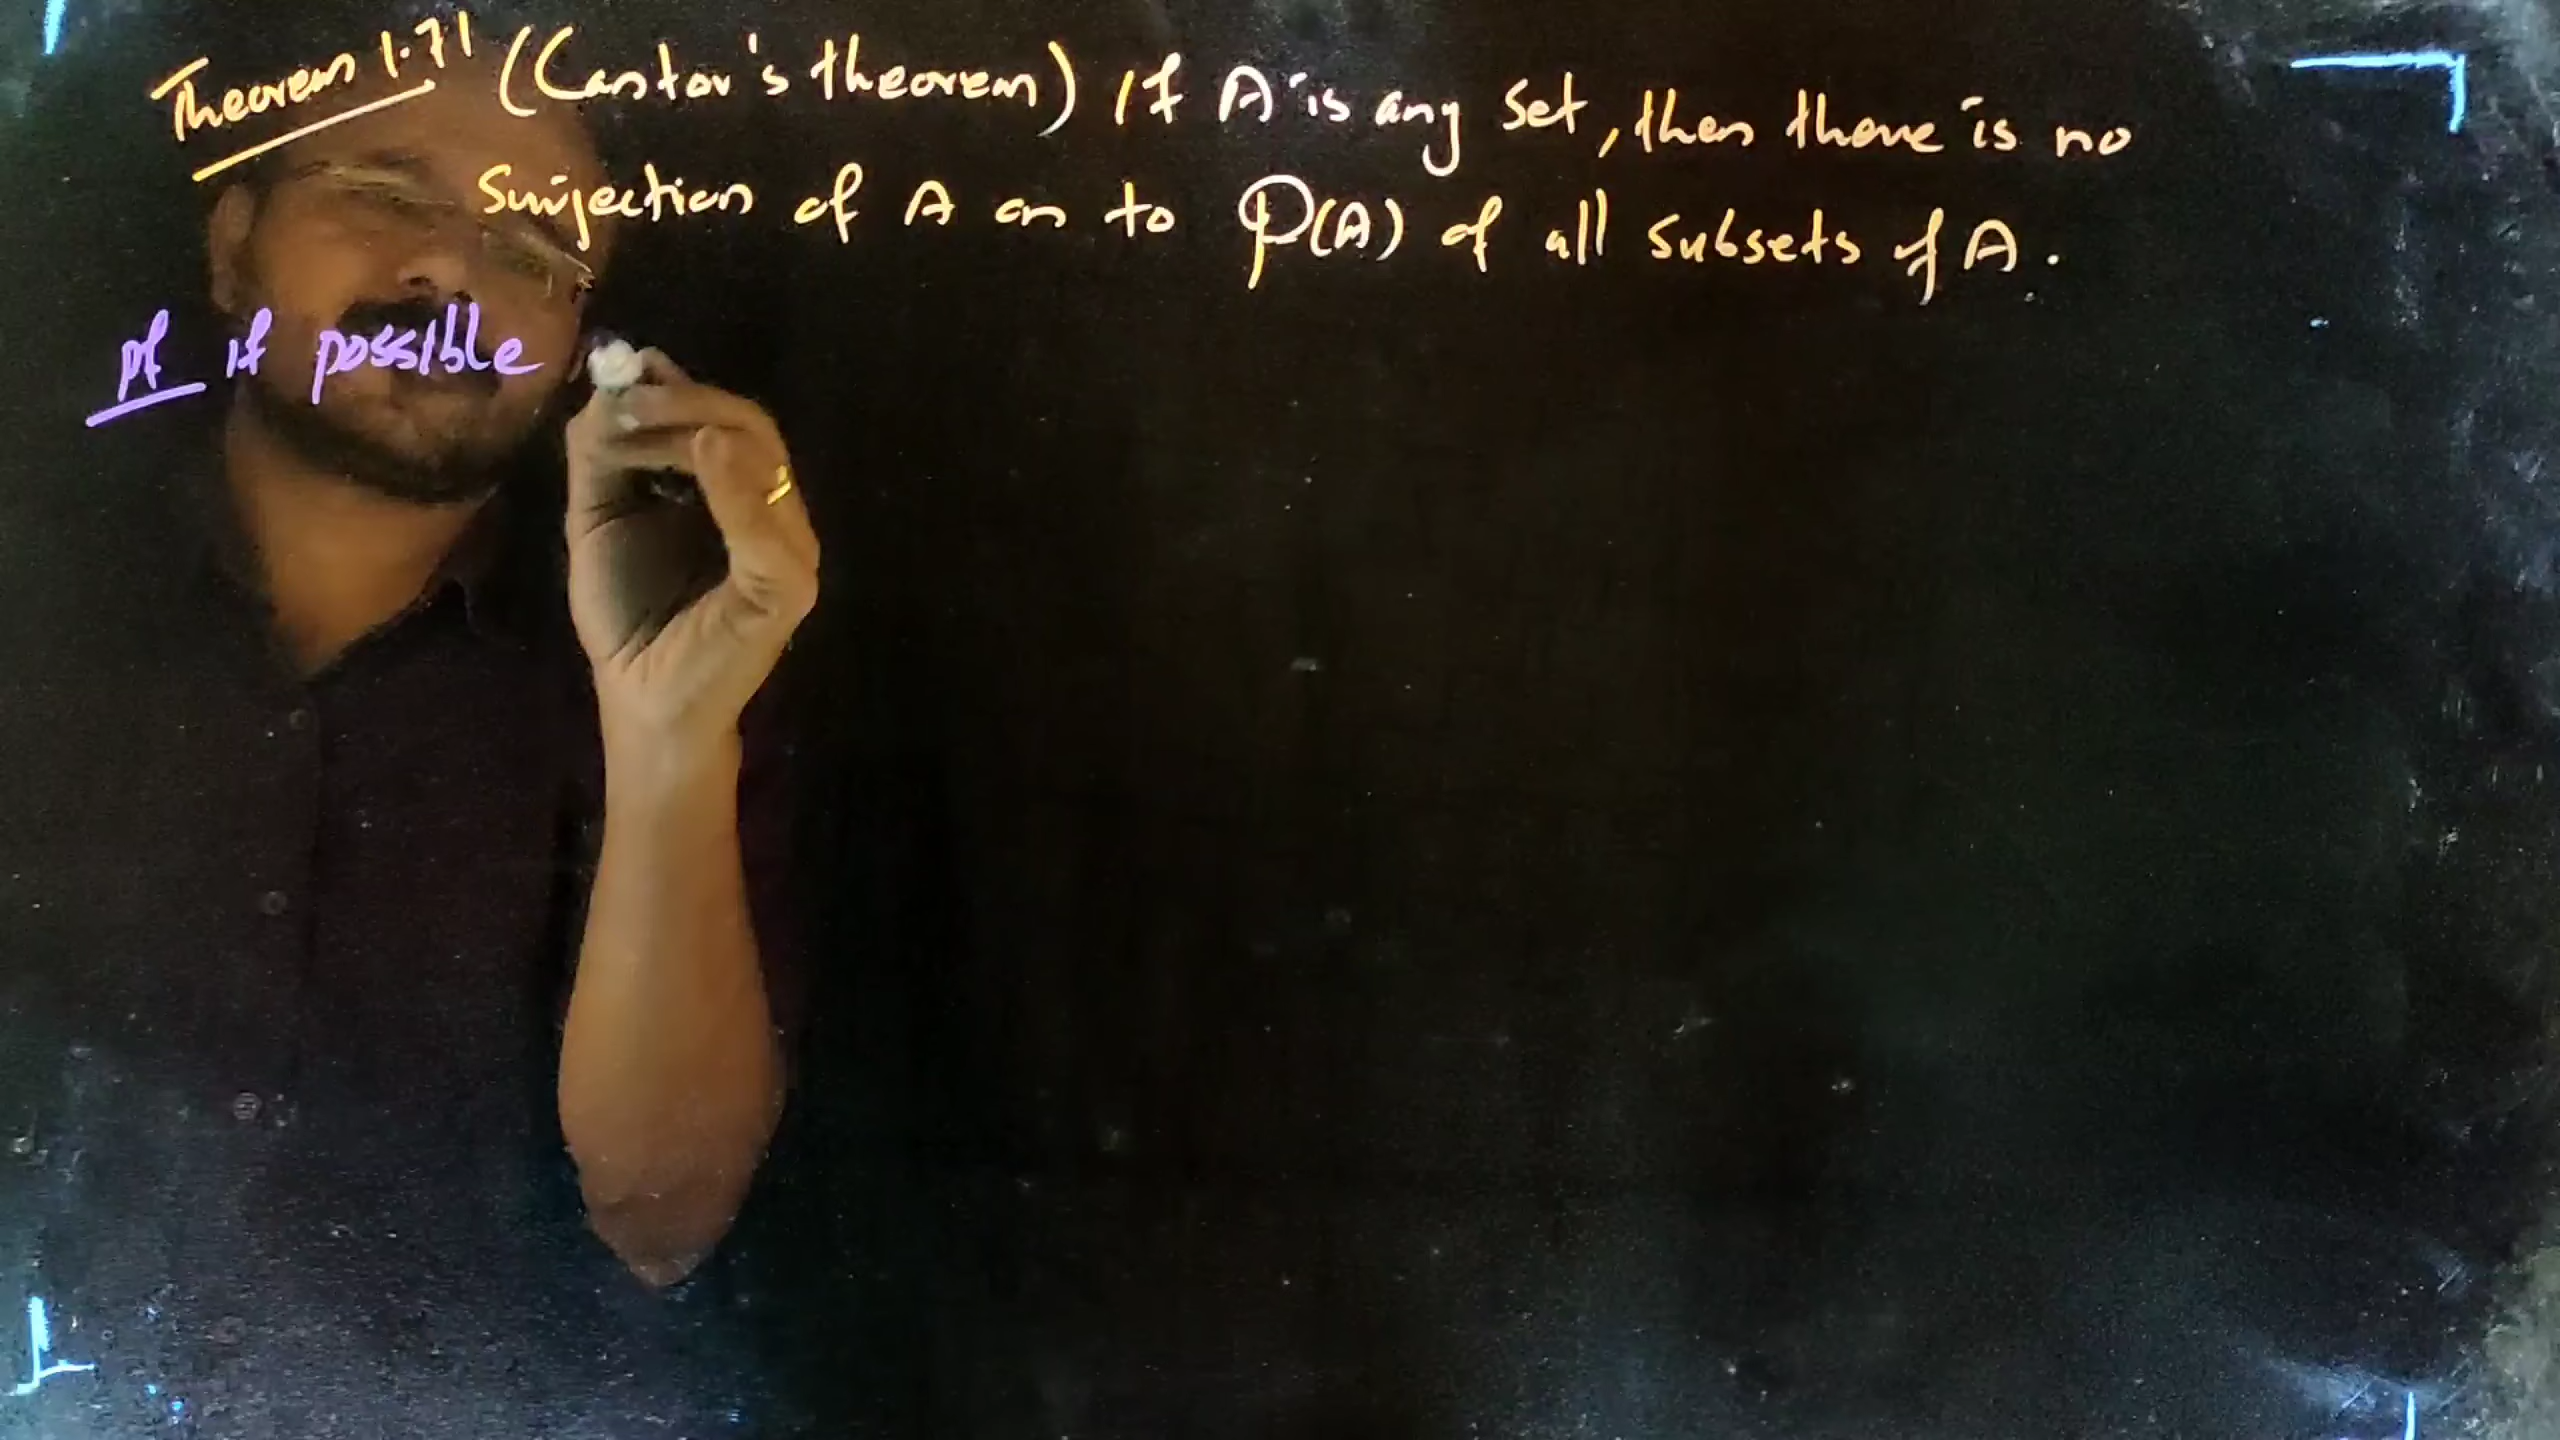 Theorem 1.71 (Cantor's theorem) If A is any set, then there is no
Surjection of A on to P(A) of all subsets of A.
pf if possible